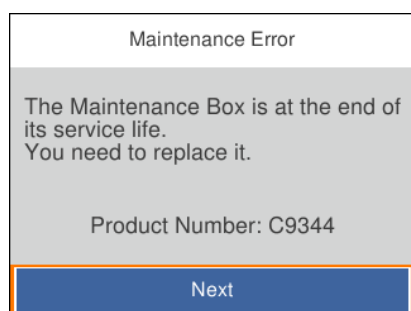 Maintenance Error
The Maintenance Box is at the end of
its service life.
You need to replace it.
Product Number: C9344
Next